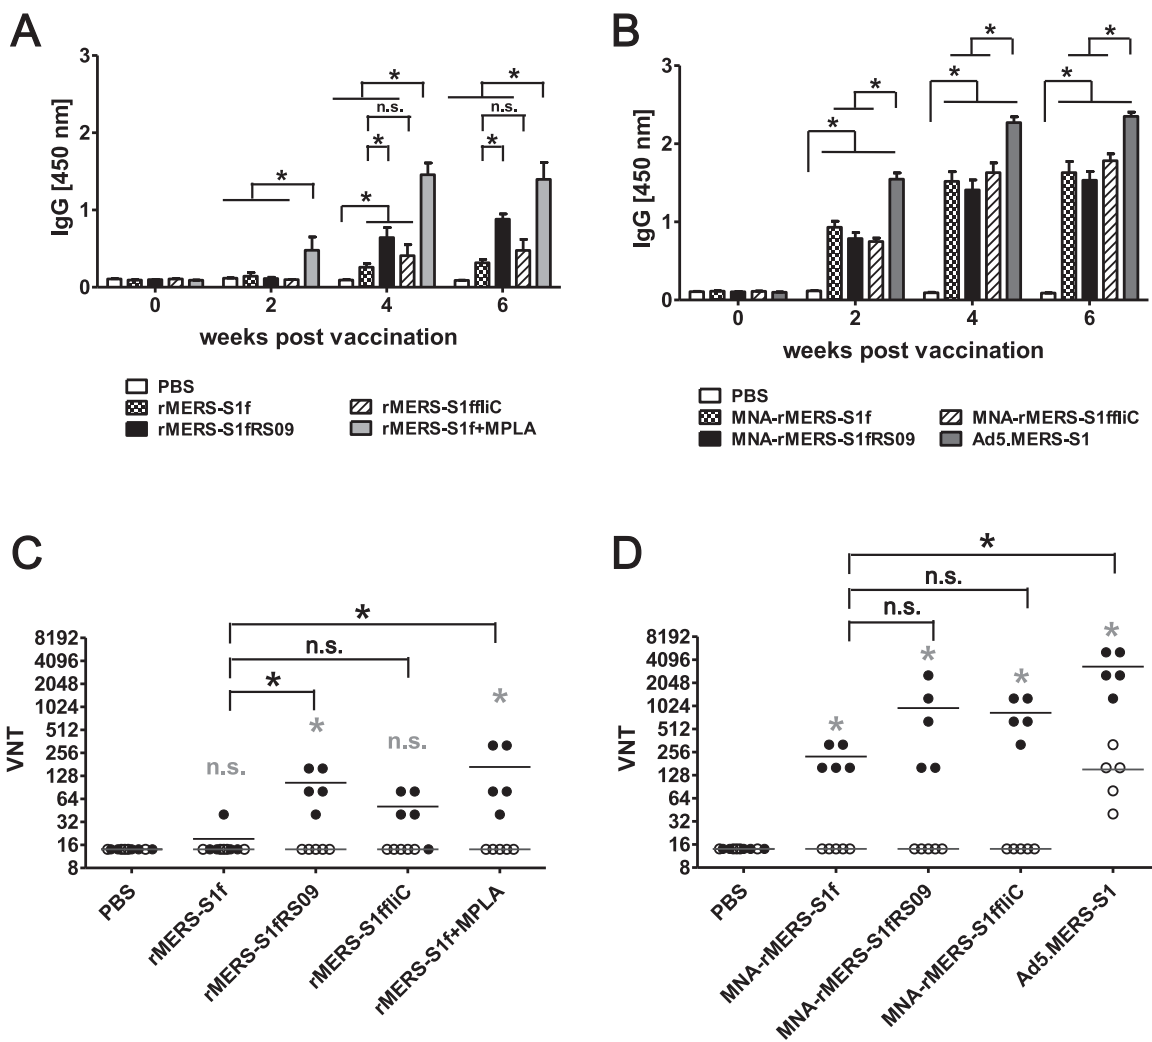 A
IgG [450 nm]
3
2
1
0
*
*
*
n.s.
*
*
*
n.s.
*
0 2 4 6
weeks post vaccination
PBS
rMERS-S1f
rMERS-S1fRS09
rMERS-S1ffliC
rMERS-S1f+MPLA
B
IgG [450 nm]
3
2
1
0
*
*
*
*
*
*
0 2 4 6
weeks post vaccination
PBS
MNA-rMERS-S1f
MNA-rMERS-S1fRS09
MNA-rMERS-S1ffliC
Ad5.MERS-S1
C
VNT
8192
4096
2048
1024
512
256
128
64
32
16
8
*
n.s.
*
n.s.
*
n.s.
*
PBS
rMERS-S1f
rMERS-S1fRS09
rMERS-S1ffliC
rMERS-S1f+MPLA
D
VNT
8192
4096
2048
1024
512
256
128
64
32
16
8
*
n.s.
n.s.
*
*
*
*
PBS
MNA-rMERS-S1f
MNA-rMERS-S1fRS09
MNA-rMERS-S1ffliC
Ad5.MERS-S1